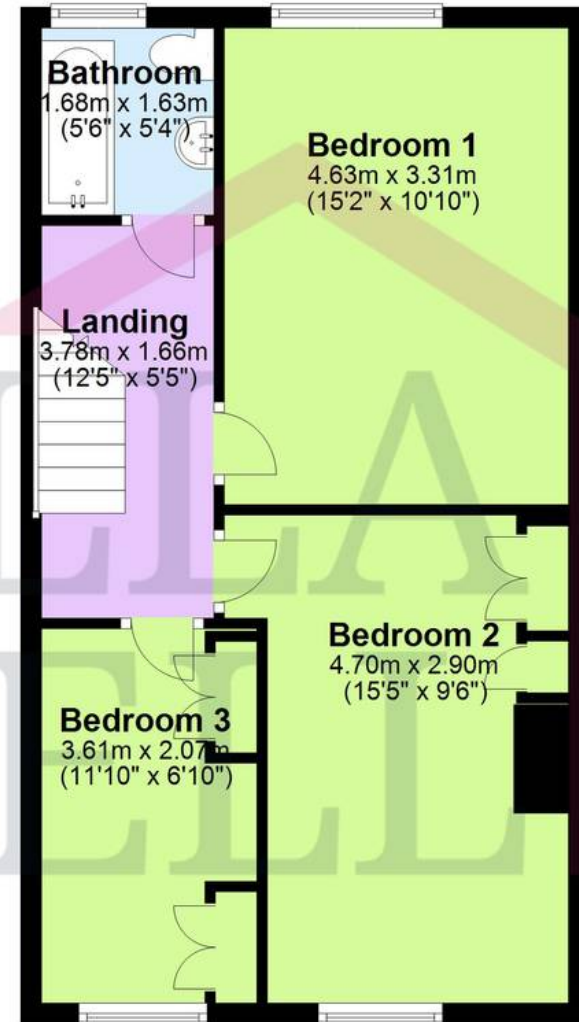 Bathroom
1.68m x 1.63m
(5'6" x 5'4")
Bedroom 1
4.63m x 3.31m
(15'2" x 10'10")
Landing
3.78m x 1.66m
(12'5" x 5'5")
Bedroom 2
4.70m x 2.90m
(15'5" x 9'6")
Bedroom 3
3.61m x 2.07m
(11'10" x 6'10")
ELLA
ELL